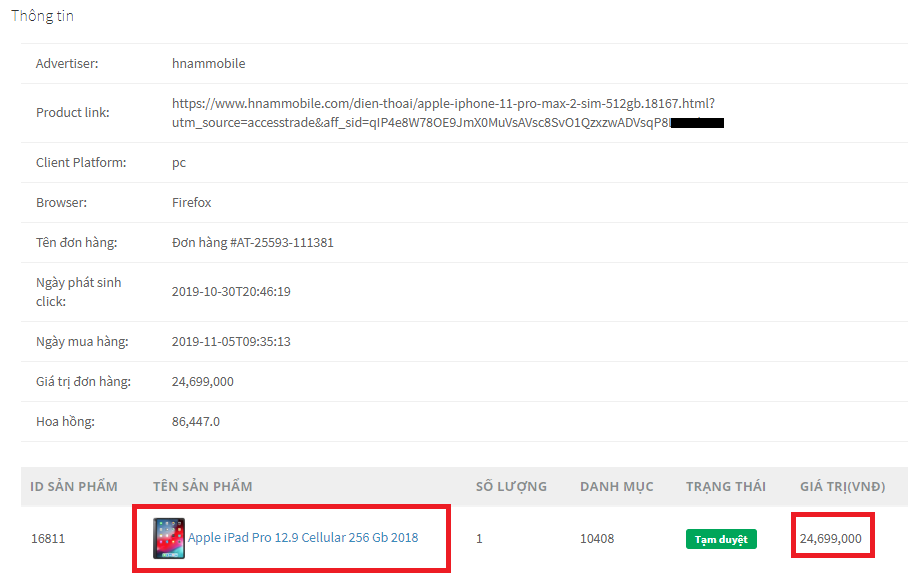 Thông tin
Advertiser: hnammobile
Product link: https://www.hnammobile.com/dien-thoai/apple-iphone-11-pro-max-2-sim-512gb.18167.html?
utm_source=accesstrade&aff_sid=qIP4e8W78OE9JmX0MuVsAVsc8SvO1QzxzwADVsqP8
Client Platform: pc
Browser: Firefox
Tên đơn hàng: Đơn hàng #AT-25593-111381
Ngày phát sinh
click: 2019-10-30T20:46:19
Ngày mua hàng: 2019-11-05T09:35:13
Giá trị đơn hàng: 24,699,000
Hoa hồng: 86,447.0
ID SẢN PHẨM TÊN SẢN PHẨM SỐ LƯỢNG DANH MỤC TRẠNG THÁI GIÁ TRỊ(VNĐ)
16811 Apple iPad Pro 12.9 Cellular 256 Gb 2018 1 10408 Tạm duyệt 24,699,000